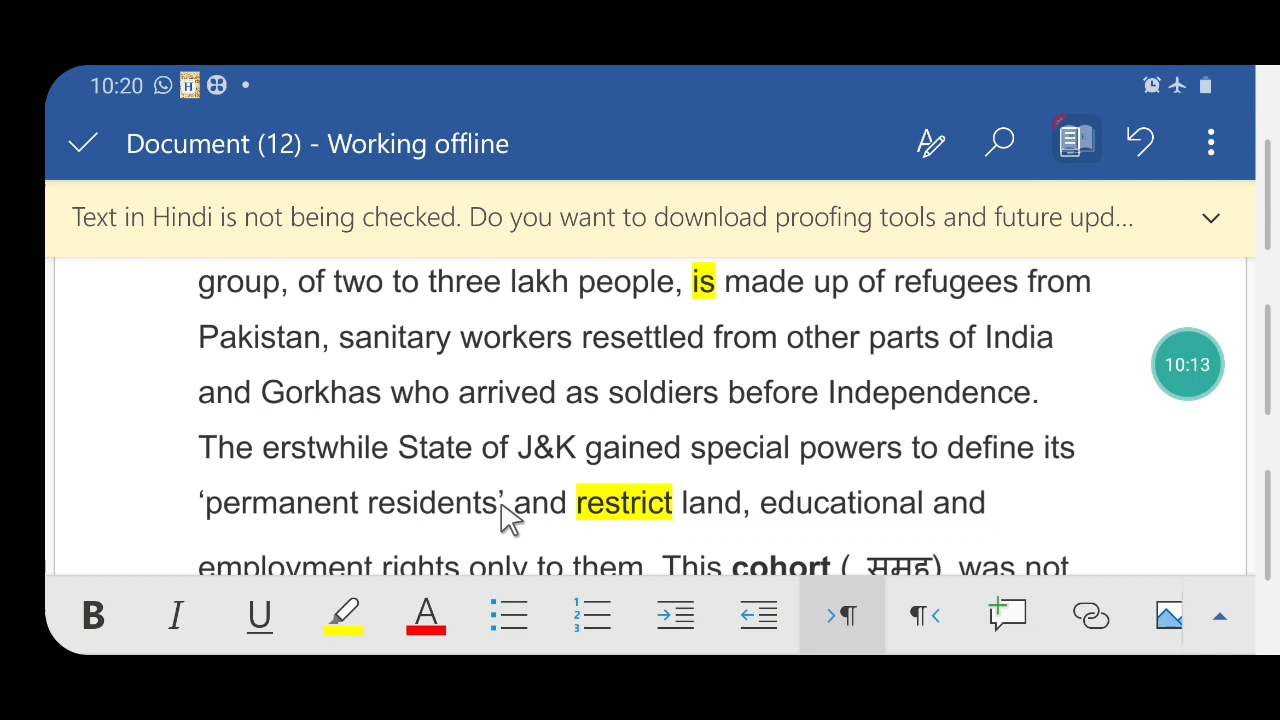 10:20
Document (12) - Working offline
Text in Hindi is not being checked. Do you want to download proofing tools and future upd...
group, of two to three lakh people, is made up of refugees from
Pakistan, sanitary workers resettled from other parts of India
10:13
and Gorkhas who arrived as soldiers before Independence.
The erstwhile State of J&K gained special powers to define its
‘permanent residents’ and restrict land, educational and
employment rights only to them. This cohort ( समूह), was not
B I U A